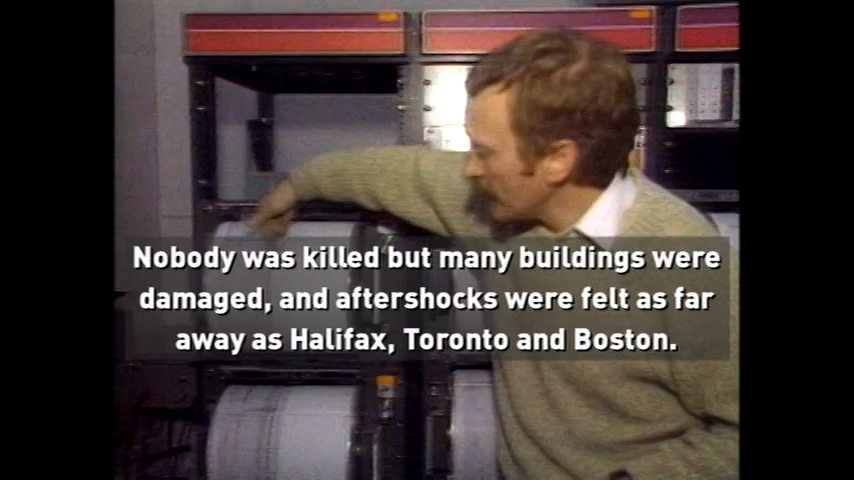 Nobody was killed but many buildings were
damaged, and aftershocks were felt as far
away as Halifax, Toronto and Boston.